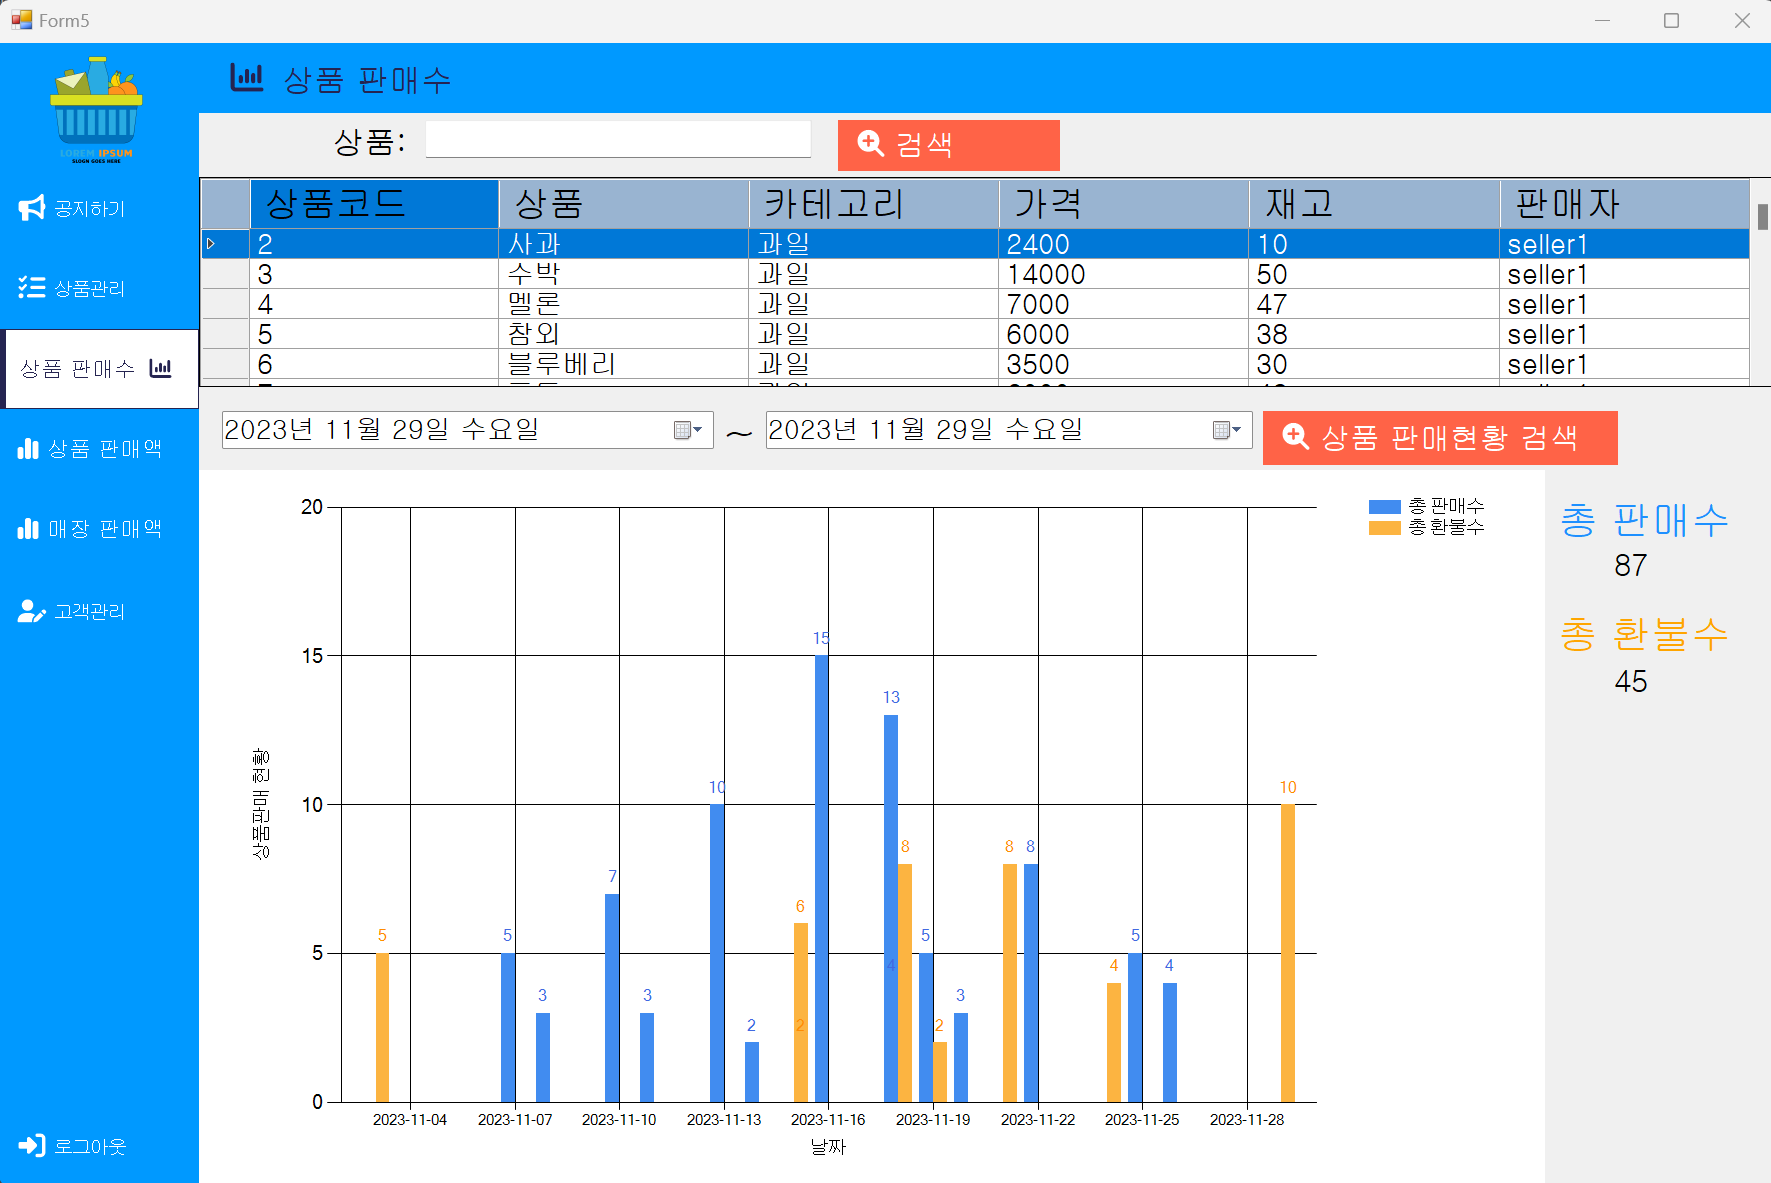 Form5
LOREM IPSUM
SLOGN GOES HERE
공지하기
상품관리
상품 판매수
상품 판매액
매장 판매액
고객관리
로그아웃
상품 판매수
상품:
검색
상품코드 상품 카테고리 가격 재고 판매자
2 사과 과일 2400 10 seller1
3 수박 과일 14000 50 seller1
4 멜론 과일 7000 47 seller1
5 참외 과일 6000 38 seller1
6 블루베리 과일 3500 30 seller1
2023년 11월 29일 수요일 ~ 2023년 11월 29일 수요일 상품 판매현황 검색
총 판매수
총 환불수
상품판매 현황
20
15
10
5
0
5
5
3
7
3
10
2
6
2
15
13
4
8
5
2
3
8
8
4
5
4
10
2023-11-04 2023-11-07 2023-11-10 2023-11-13 2023-11-16 2023-11-19 2023-11-22 2023-11-25 2023-11-28
날짜
총 판매수
87
총 환불수
45